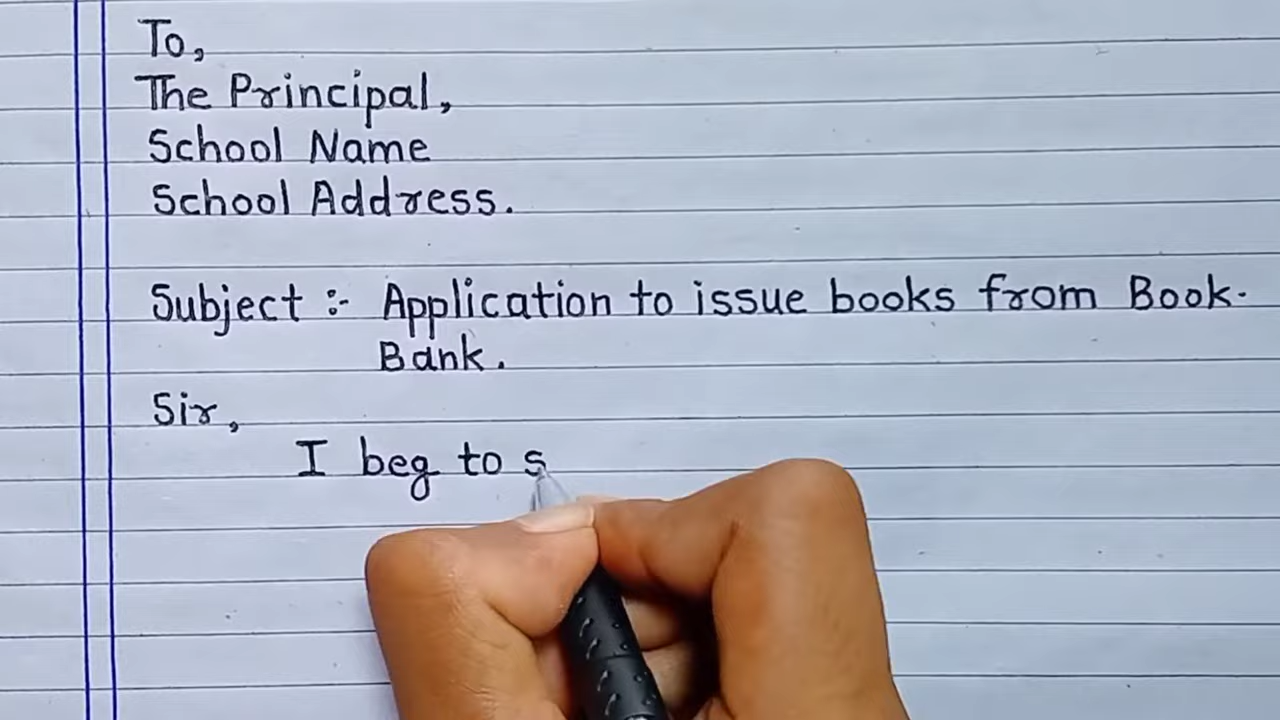 To,
The Principal,
School Name
School Address.
Subject :- Application to issue books from Book-
Bank.
Sir,
I beg to s